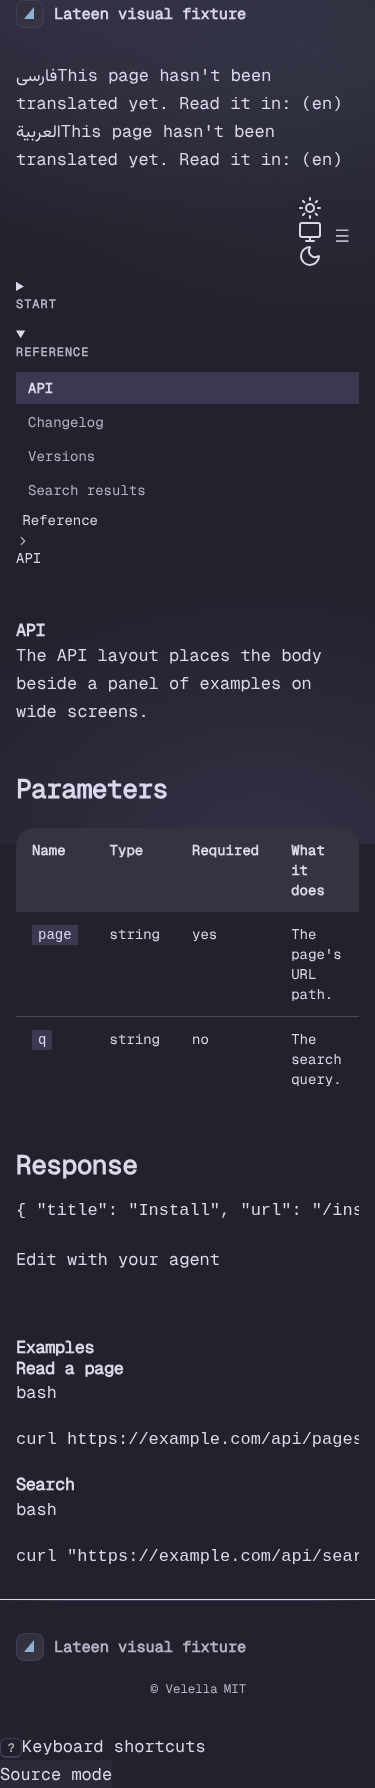 Lateen visual fixture
فارسیThis page hasn't been
translated yet. Read it in: (en)
العربيةThis page hasn't been
translated yet. Read it in: (en)
START
REFERENCE
API
Changelog
Versions
Search results
Reference
API
API
The API layout places the body
beside a panel of examples on
wide screens.
Parameters
Name Type Required What
it
does
page string yes The
page's
URL
path.
q string no The
search
query.
Response
{ "title": "Install", "url": "/ins
Edit with your agent
Examples
Read a page
bash
curl https://example.com/api/pages
Search
bash
curl "https://example.com/api/sear
Lateen visual fixture
© Velella MIT
? Keyboard shortcuts
Source mode